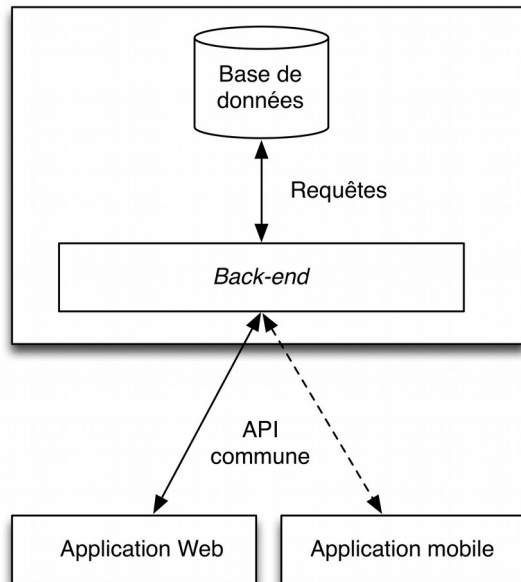 Base de
données
Requêtes
Back-end
API
commune
Application Web
Application mobile